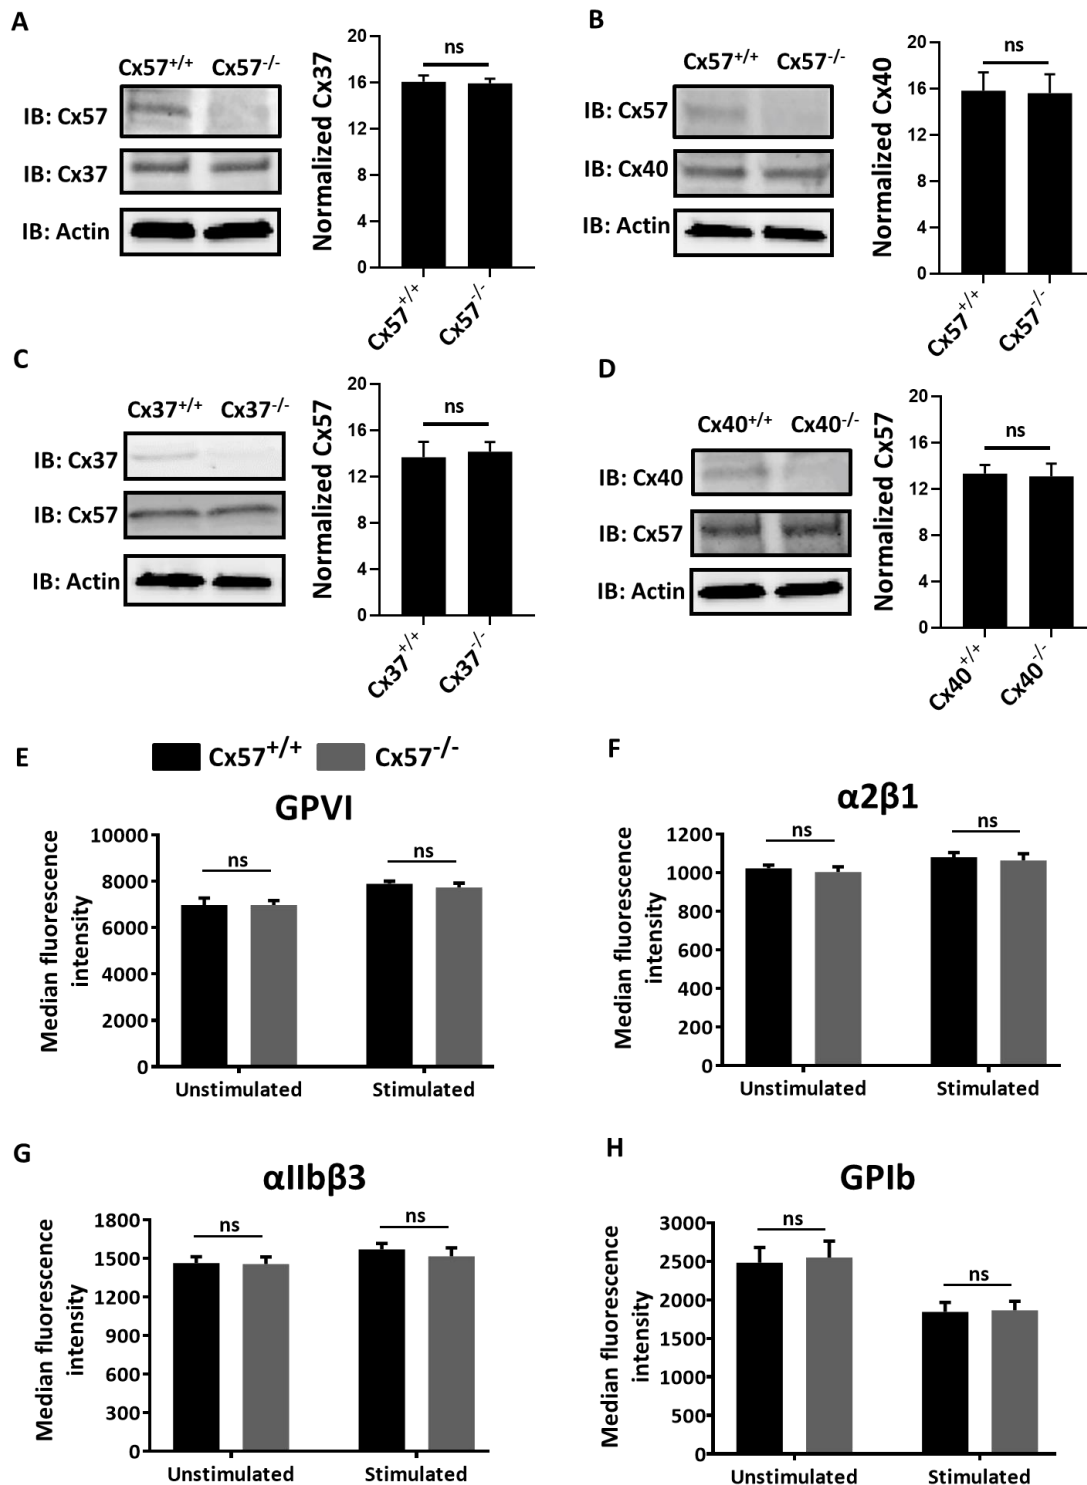 A
Cx57+/+ Cx57-/-
IB: Cx57
IB: Cx37
IB: Actin
Normalized Cx37
20
16
12
8
4
0
ns
Cx57+/+
Cx57-/-
B
Cx57+/+ Cx57-/-
IB: Cx57
IB: Cx40
IB: Actin
Normalized Cx40
20
16
12
8
4
0
ns
Cx57+/+
Cx57-/-
C
Cx37+/+ Cx37-/-
IB: Cx37
IB: Cx57
IB: Actin
Normalized Cx57
20
16
12
8
4
0
ns
Cx37+/+
Cx37-/-
D
Cx40+/+ Cx40-/-
IB: Cx40
IB: Cx57
IB: Actin
Normalized Cx57
20
16
12
8
4
0
ns
Cx40+/+
Cx40-/-
E
Cx57+/+ Cx57-/-
GPVI
Median fluorescence
intensity
10000
8000
6000
4000
2000
0
ns
ns
Unstimulated Stimulated
F
α2β1
Median fluorescence
intensity
1200
1000
800
600
400
200
0
ns
ns
Unstimulated Stimulated
G
αIIbβ3
Median fluorescence
intensity
1800
1500
1200
900
600
300
0
ns
ns
Unstimulated Stimulated
H
GPIb
Median fluorescence
intensity
3000
2500
2000
1500
1000
500
0
ns
ns
Unstimulated Stimulated